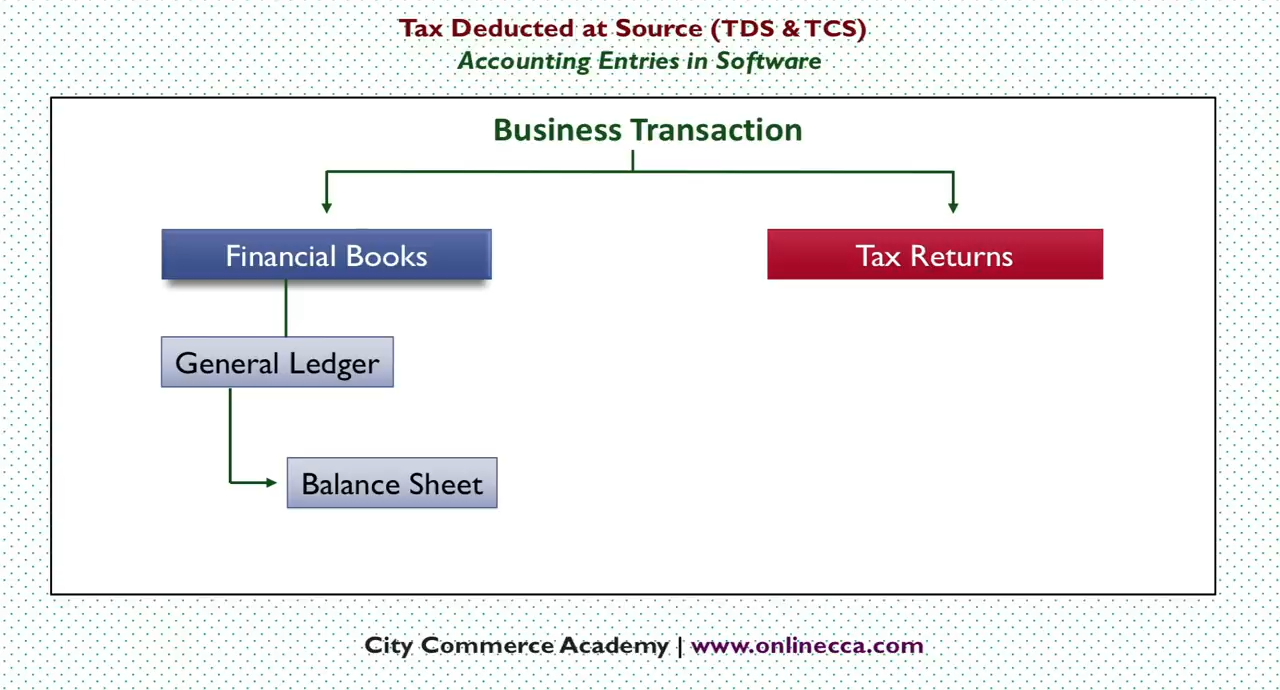 Tax Deducted at Source (TDS & TCS)
Accounting Entries in Software
Business Transaction
Financial Books
Tax Returns
General Ledger
Balance Sheet
City Commerce Academy | www.onlinecca.com